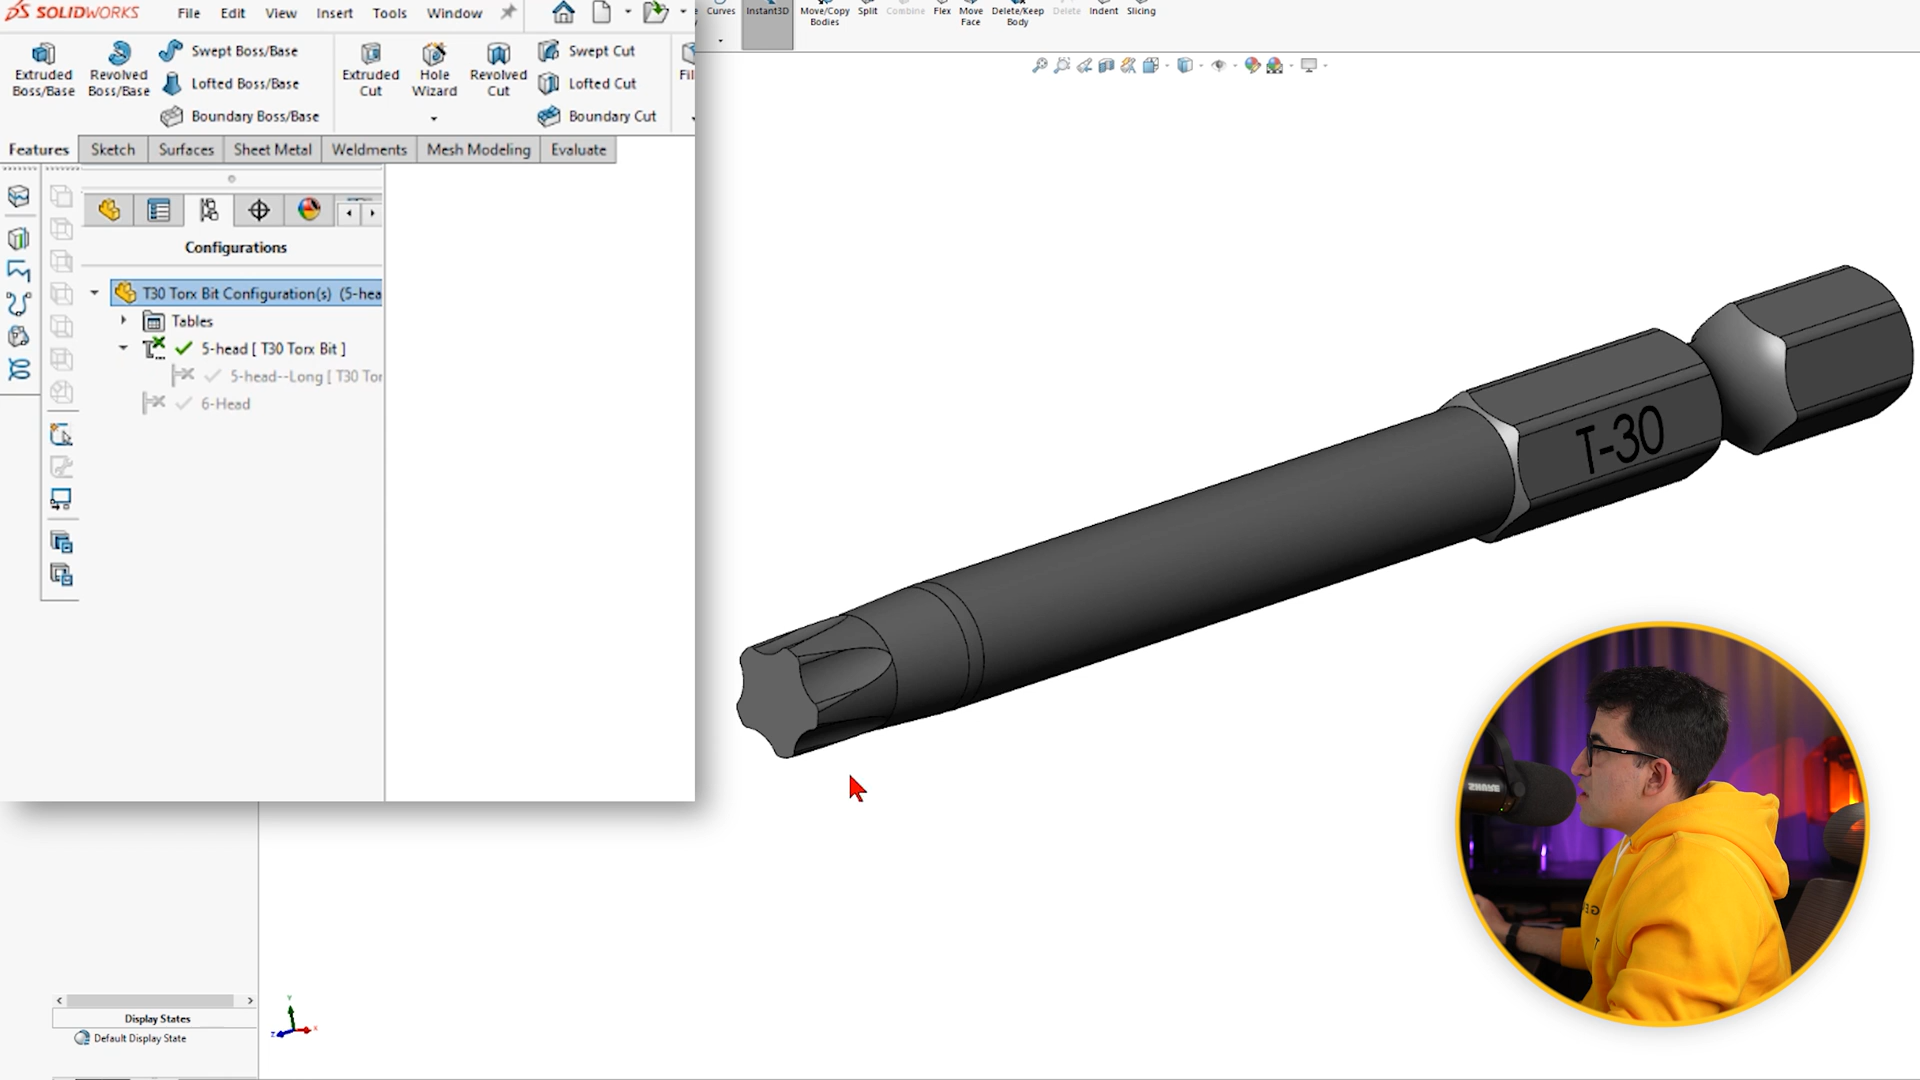 SOLIDWORKS File Edit View Insert Tools Window
Extruded Boss/Base
Revolved Boss/Base
Swept Boss/Base
Lofted Boss/Base
Boundary Boss/Base
Extruded Cut
Hole Wizard
Revolved Cut
Swept Cut
Lofted Cut
Boundary Cut
Fil
Curves Instant3D Move/Copy Bodies Split Combine Flex Move Face Delete/Keep Body Delete Indent Slicing
Features Sketch Surfaces Sheet Metal Weldments Mesh Modeling Evaluate
Configurations
T30 Torx Bit Configuration(s) (5-hea
Tables
5-head [ T30 Torx Bit ]
5-head--Long [ T30 Tor
6-Head
T-30
SHURE
Display States
Default Display State